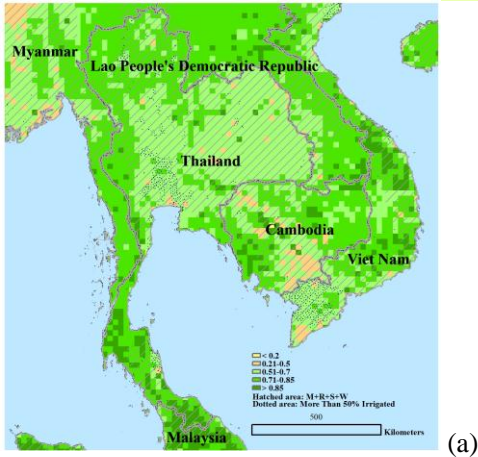 Myanmar
Lao People's Democratic Republic
Thailand
Cambodia
Viet Nam
< 0.2
0.21-0.5
0.51-0.7
0.71-0.85
> 0.85
Hatched area: M+R+S+W
Dotted area: More Than 50% Irrigated
500
Kilometers
Malaysia
(a)